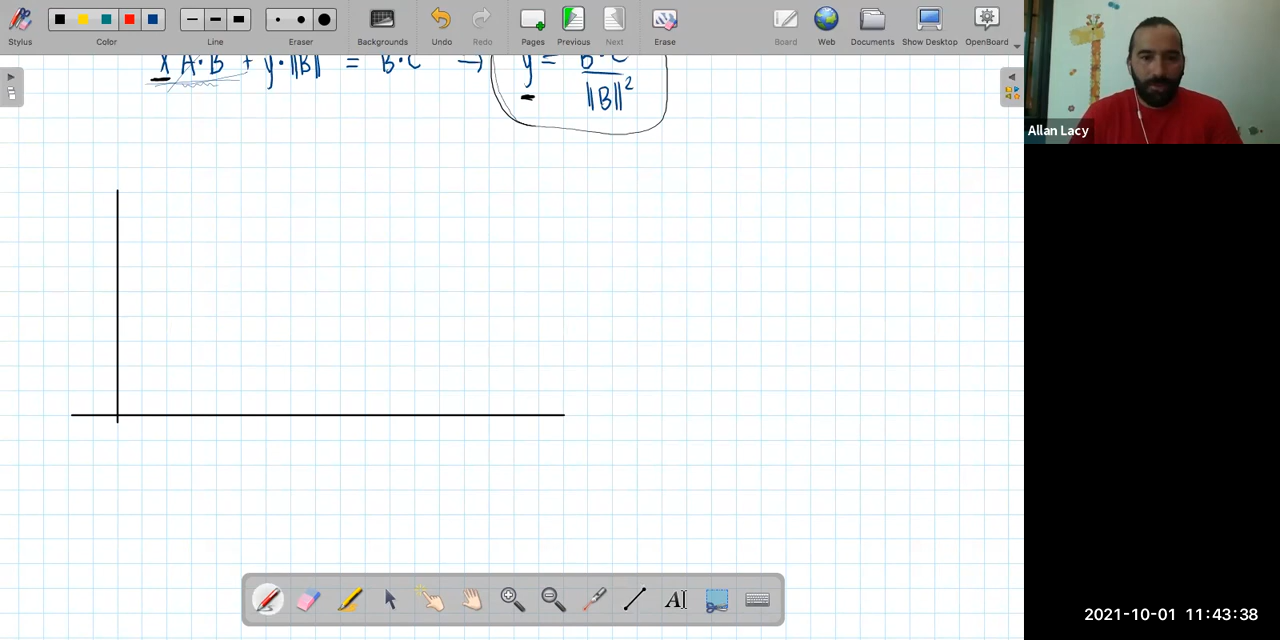 Stylus Color Line Eraser Backgrounds Undo Redo Pages Previous Next Erase Board Web Documents Show Desktop OpenBoard
x A·B + y·||B|| = B·C → y = B·C / ||B||²
Allan Lacy
A
2021-10-01 11:43:38